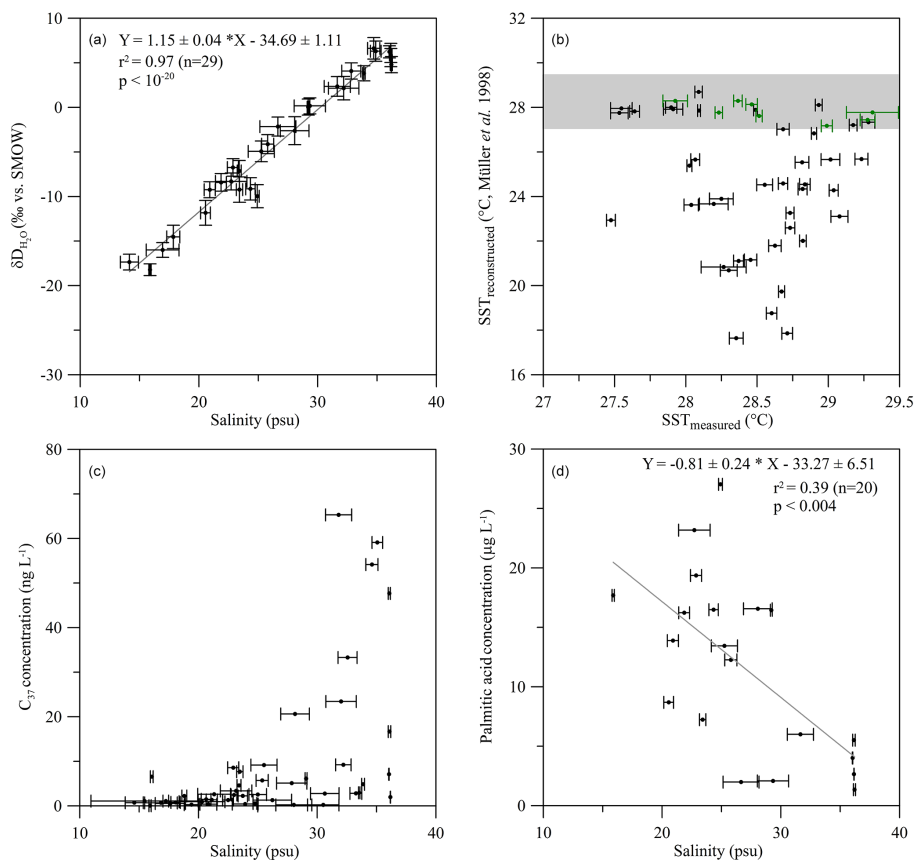 (a) Y = 1.15 ± 0.04 *X - 34.69 ± 1.11
r² = 0.97 (n=29)
p < 10⁻²⁰
10
0
-10
-20
-30
δD_H₂O (‰ vs. SMOW)
10 20 30 40
Salinity (psu)
(b)
32
28
24
20
16
SST_reconstructed (°C, Müller et al. 1998)
27 27.5 28 28.5 29 29.5
SST_measured (°C)
(c)
80
60
40
20
0
C₃₇ concentration (ng L⁻¹)
10 20 30 40
Salinity (psu)
(d) Y = -0.81 ± 0.24 * X - 33.27 ± 6.51
r² = 0.39 (n=20)
p < 0.004
30
20
10
0
Palmitic acid concentration (µg L⁻¹)
10 20 30 40
Salinity (psu)